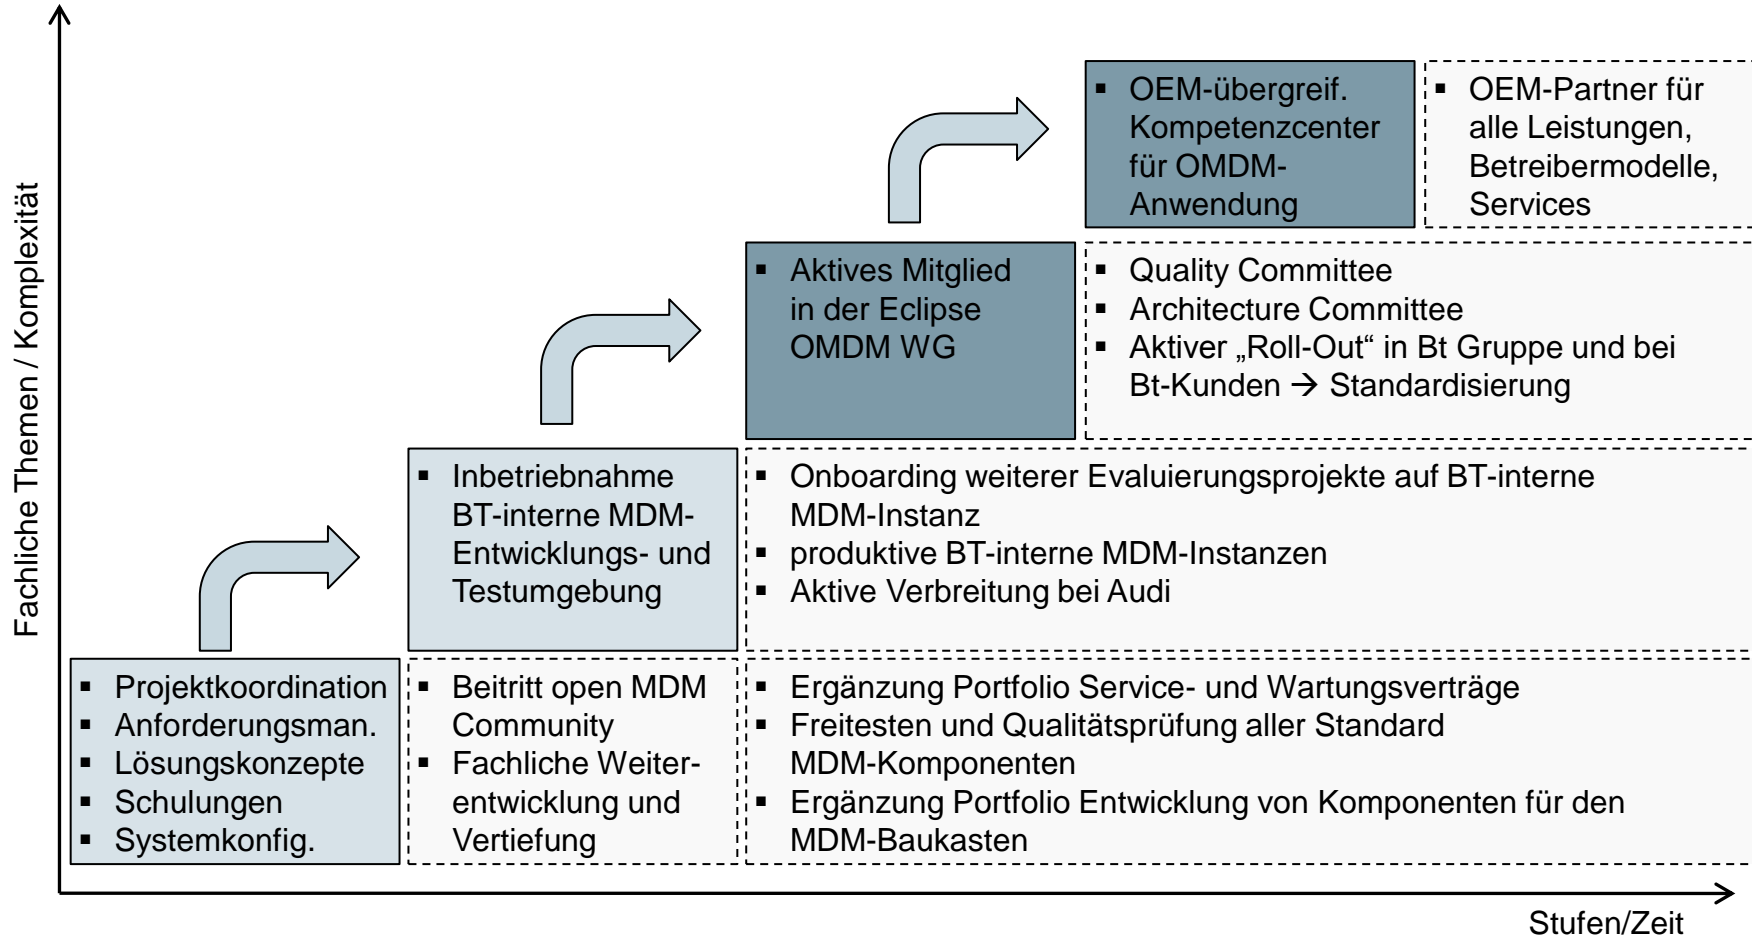 Fachliche Themen / Komplexität
▪ OEM-übergreif.
Kompetenzcenter
für OMDM-
Anwendung
▪ OEM-Partner für
alle Leistungen,
Betreibermodelle,
Services
▪ Aktives Mitglied
in der Eclipse
OMDM WG
▪ Quality Committee
▪ Architecture Committee
▪ Aktiver „Roll-Out“ in Bt Gruppe und bei
Bt-Kunden → Standardisierung
▪ Inbetriebnahme
BT-interne MDM-
Entwicklungs- und
Testumgebung
▪ Onboarding weiterer Evaluierungsprojekte auf BT-interne
MDM-Instanz
▪ produktive BT-interne MDM-Instanzen
▪ Aktive Verbreitung bei Audi
▪ Projektkoordination
▪ Anforderungsman.
▪ Lösungskonzepte
▪ Schulungen
▪ Systemkonfig.
▪ Beitritt open MDM
Community
▪ Fachliche Weiter-
entwicklung und
Vertiefung
▪ Ergänzung Portfolio Service- und Wartungsverträge
▪ Freitesten und Qualitätsprüfung aller Standard
MDM-Komponenten
▪ Ergänzung Portfolio Entwicklung von Komponenten für den
MDM-Baukasten
Stufen/Zeit